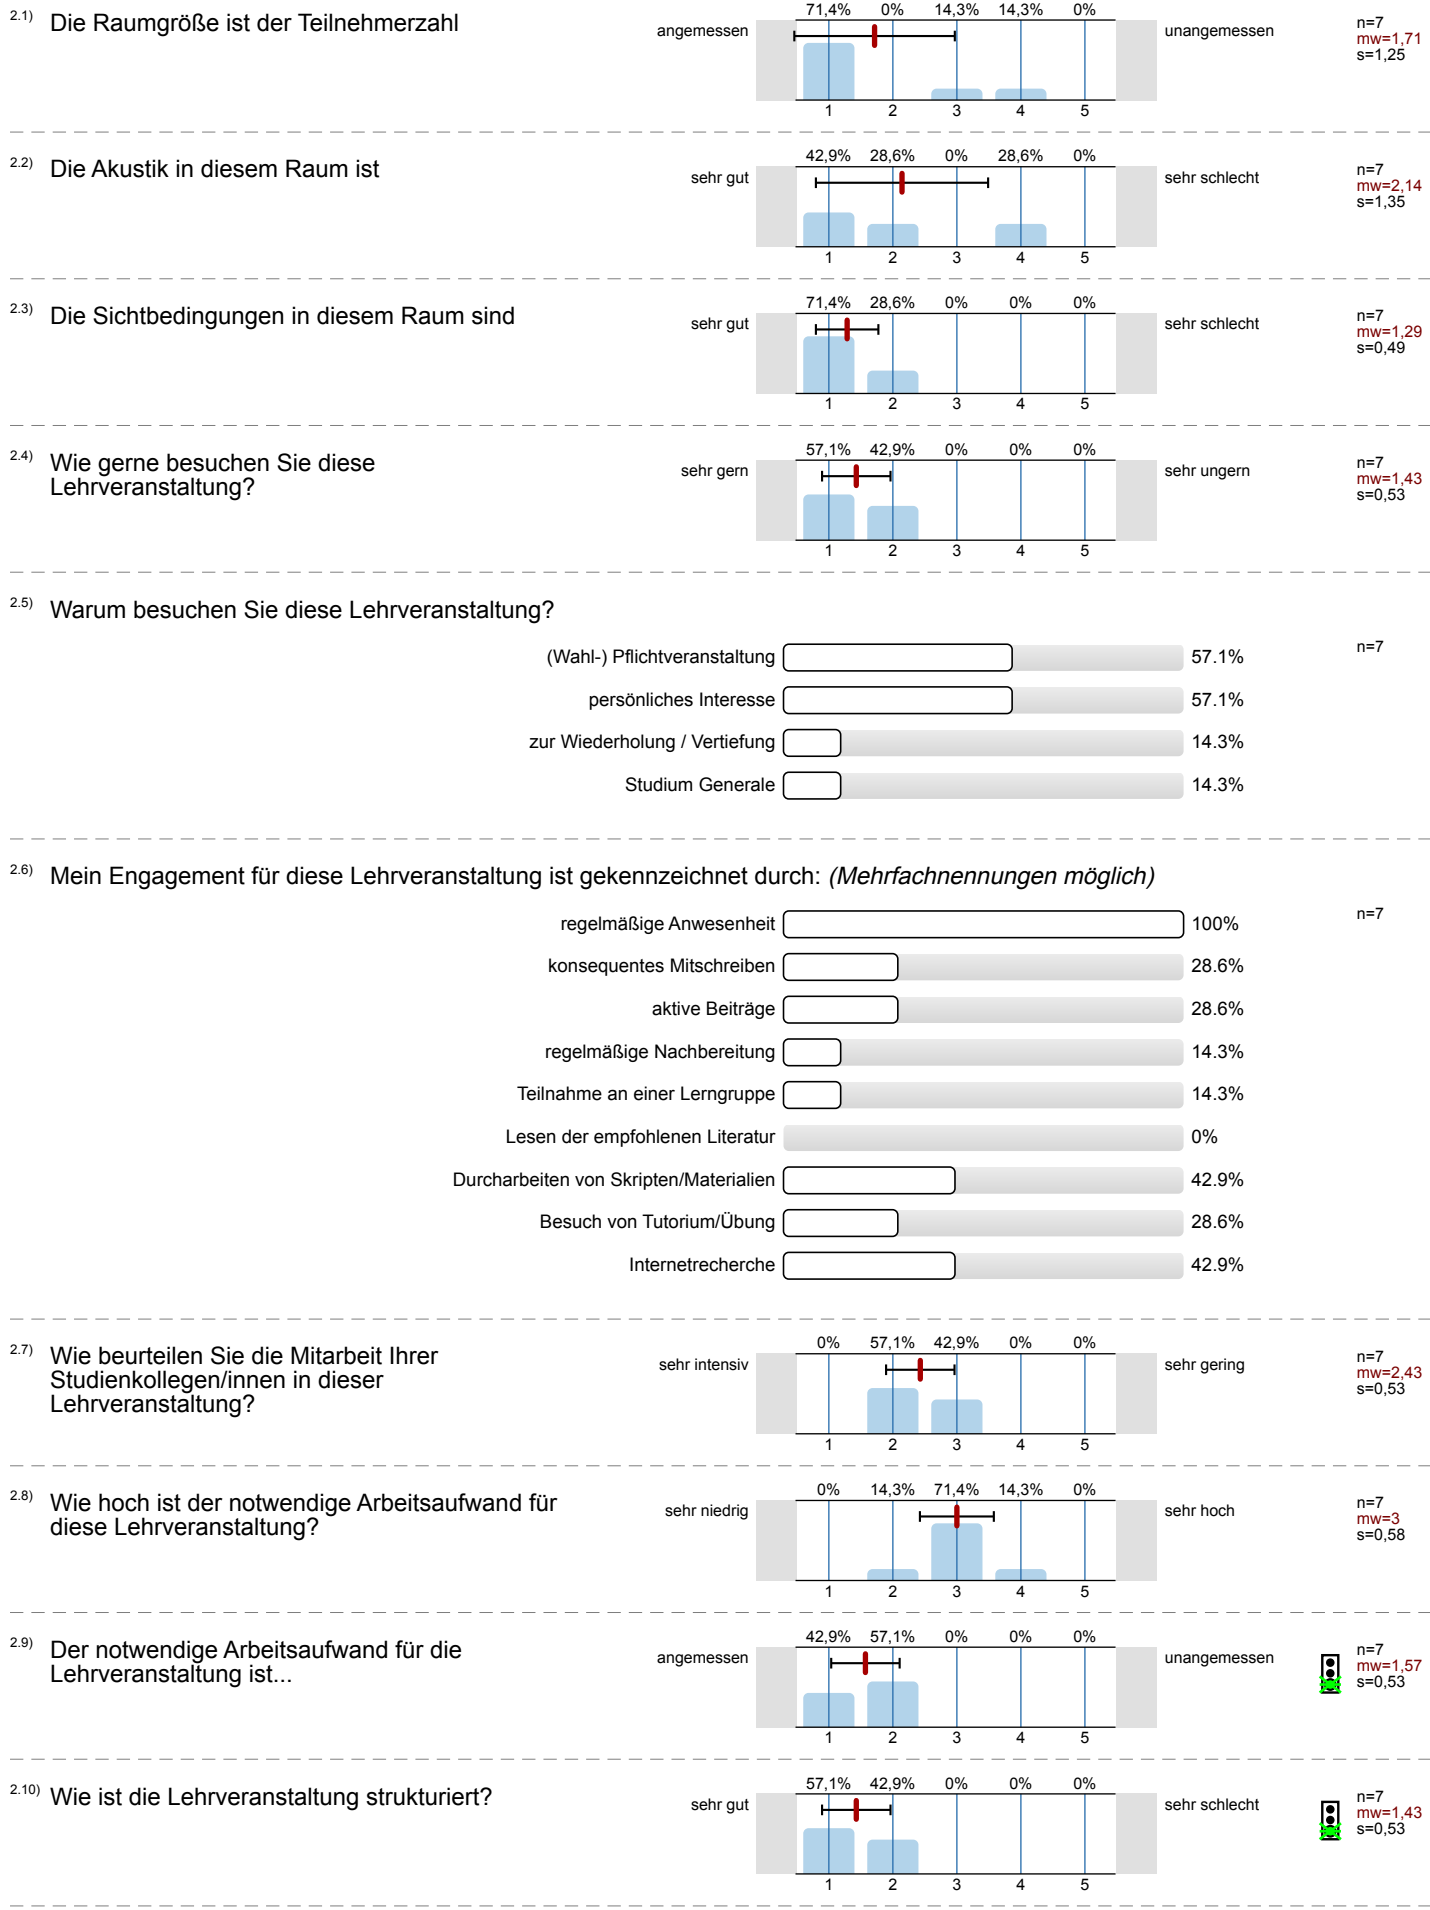 2.1) Die Raumgröße ist der Teilnehmerzahl
71,4% 0% 14,3% 14,3% 0%
angemessen unangemessen
n=7
mw=1,71
s=1,25
1 2 3 4 5
2.2) Die Akustik in diesem Raum ist
42,9% 28,6% 0% 28,6% 0%
sehr gut sehr schlecht
n=7
mw=2,14
s=1,35
1 2 3 4 5
2.3) Die Sichtbedingungen in diesem Raum sind
71,4% 28,6% 0% 0% 0%
sehr gut sehr schlecht
n=7
mw=1,29
s=0,49
1 2 3 4 5
2.4) Wie gerne besuchen Sie diese
Lehrveranstaltung?
57,1% 42,9% 0% 0% 0%
sehr gern sehr ungern
n=7
mw=1,43
s=0,53
1 2 3 4 5
2.5) Warum besuchen Sie diese Lehrveranstaltung?
n=7
(Wahl-) Pflichtveranstaltung 57.1%
persönliches Interesse 57.1%
zur Wiederholung / Vertiefung 14.3%
Studium Generale 14.3%
2.6) Mein Engagement für diese Lehrveranstaltung ist gekennzeichnet durch: (Mehrfachnennungen möglich)
n=7
regelmäßige Anwesenheit 100%
konsequentes Mitschreiben 28.6%
aktive Beiträge 28.6%
regelmäßige Nachbereitung 14.3%
Teilnahme an einer Lerngruppe 14.3%
Lesen der empfohlenen Literatur 0%
Durcharbeiten von Skripten/Materialien 42.9%
Besuch von Tutorium/Übung 28.6%
Internetrecherche 42.9%
2.7) Wie beurteilen Sie die Mitarbeit Ihrer
Studienkollegen/innen in dieser
Lehrveranstaltung?
0% 57,1% 42,9% 0% 0%
sehr intensiv sehr gering
n=7
mw=2,43
s=0,53
1 2 3 4 5
2.8) Wie hoch ist der notwendige Arbeitsaufwand für
diese Lehrveranstaltung?
0% 14,3% 71,4% 14,3% 0%
sehr niedrig sehr hoch
n=7
mw=3
s=0,58
1 2 3 4 5
2.9) Der notwendige Arbeitsaufwand für die
Lehrveranstaltung ist...
42,9% 57,1% 0% 0% 0%
angemessen unangemessen
n=7
mw=1,57
s=0,53
1 2 3 4 5
2.10) Wie ist die Lehrveranstaltung strukturiert?
57,1% 42,9% 0% 0% 0%
sehr gut sehr schlecht
n=7
mw=1,43
s=0,53
1 2 3 4 5